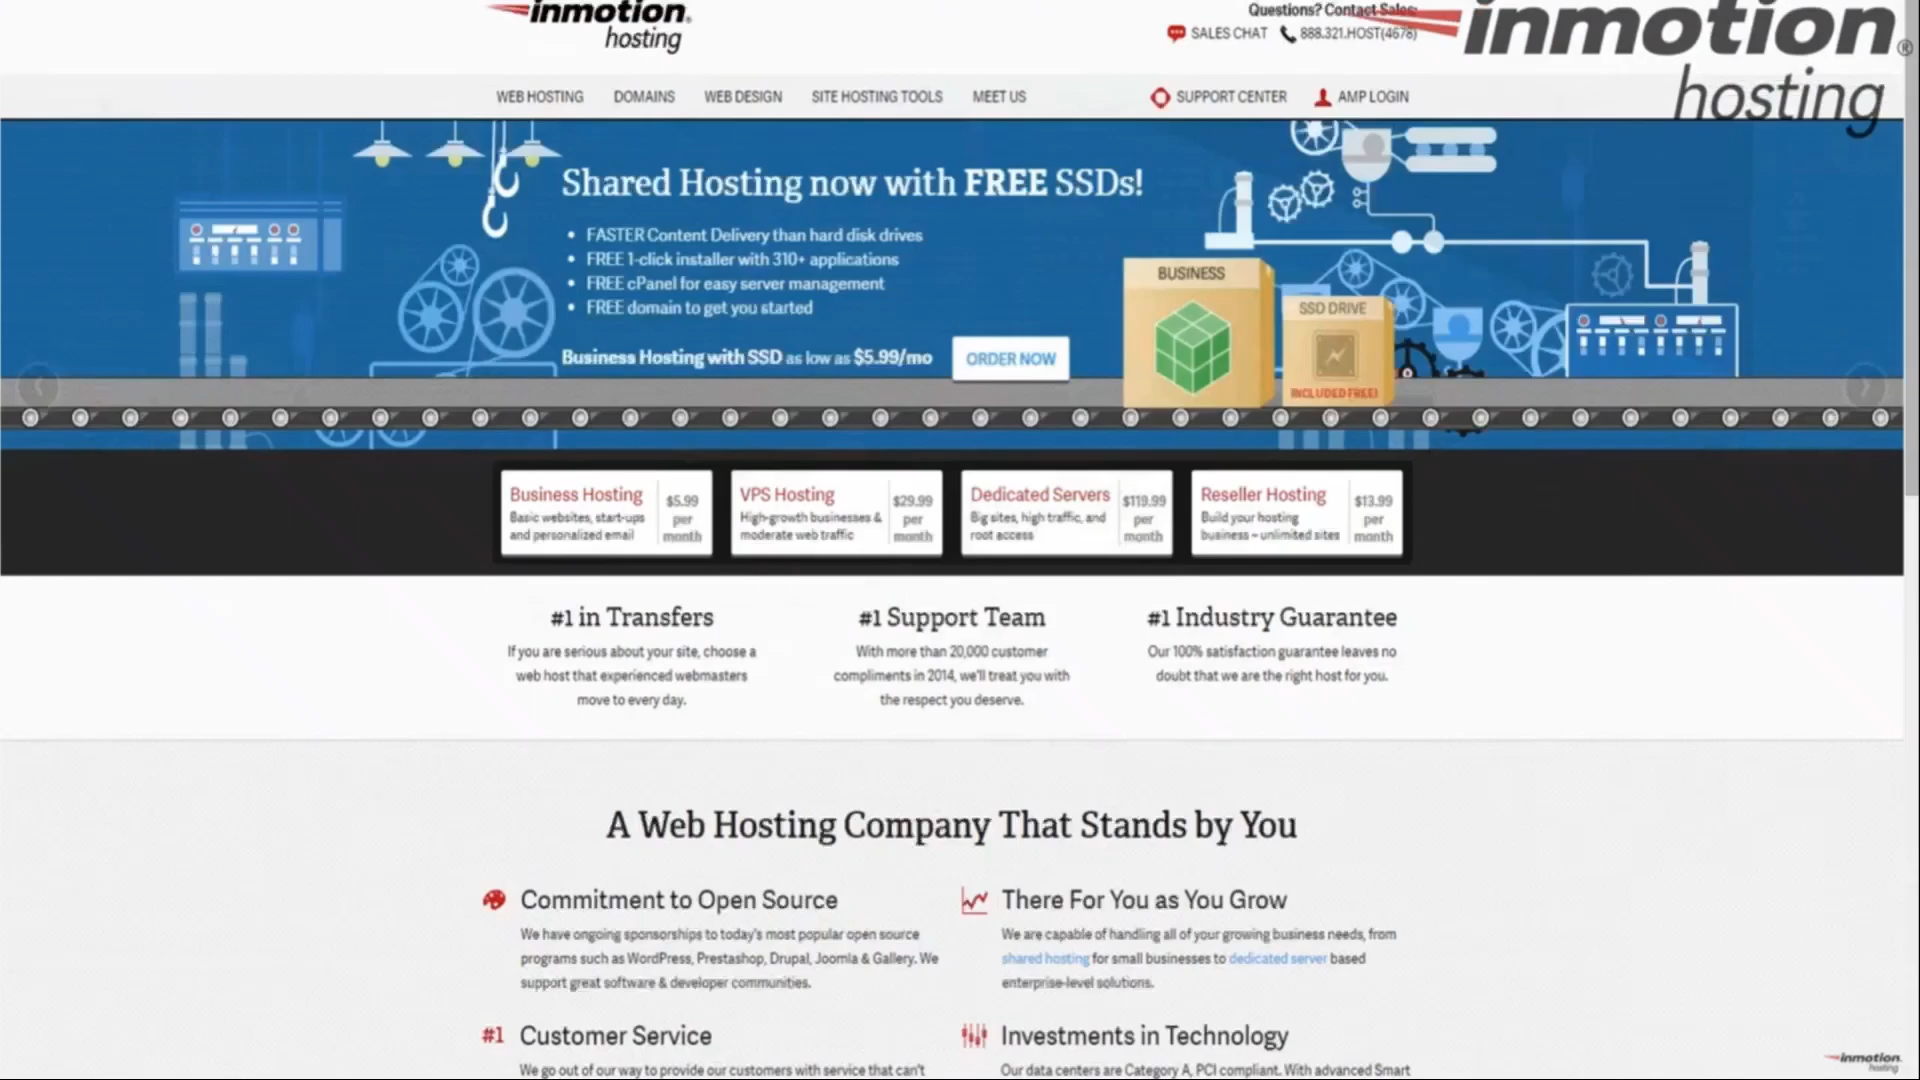 inmotion®
hosting
Questions? Contact Sales:
SALES CHAT 888.321.HOST(4678)
inmotion®
hosting
WEB HOSTING DOMAINS WEB DESIGN SITE HOSTING TOOLS MEET US SUPPORT CENTER AMP LOGIN
Shared Hosting now with FREE SSDs!
• FASTER Content Delivery than hard disk drives
• FREE 1-click installer with 310+ applications
• FREE cPanel for easy server management
• FREE domain to get you started
Business Hosting with SSD as low as $5.99/mo
ORDER NOW
BUSINESS
SSD DRIVE
INCLUDED FREE!
Business Hosting
Basic websites, start-ups
and personalized email
$5.99
per
month
VPS Hosting
High-growth businesses &
moderate web traffic
$29.99
per
month
Dedicated Servers
Big sites, high traffic, and
root access
$119.99
per
month
Reseller Hosting
Build your hosting
business – unlimited sites
$13.99
per
month
#1 in Transfers
If you are serious about your site, choose a
web host that experienced webmasters
move to every day.
#1 Support Team
With more than 20,000 customer
compliments in 2014, we'll treat you with
the respect you deserve.
#1 Industry Guarantee
Our 100% satisfaction guarantee leaves no
doubt that we are the right host for you.
A Web Hosting Company That Stands by You
Commitment to Open Source
We have ongoing sponsorships to today's most popular open source
programs such as WordPress, Prestashop, Drupal, Joomla & Gallery. We
support great software & developer communities.
There For You as You Grow
We are capable of handling all of your growing business needs, from
shared hosting for small businesses to dedicated server based
enterprise-level solutions.
#1 Customer Service
We go out of our way to provide our customers with service that can't
Investments in Technology
Our data centers are Category A, PCI compliant. With advanced Smart
inmotion
hosting